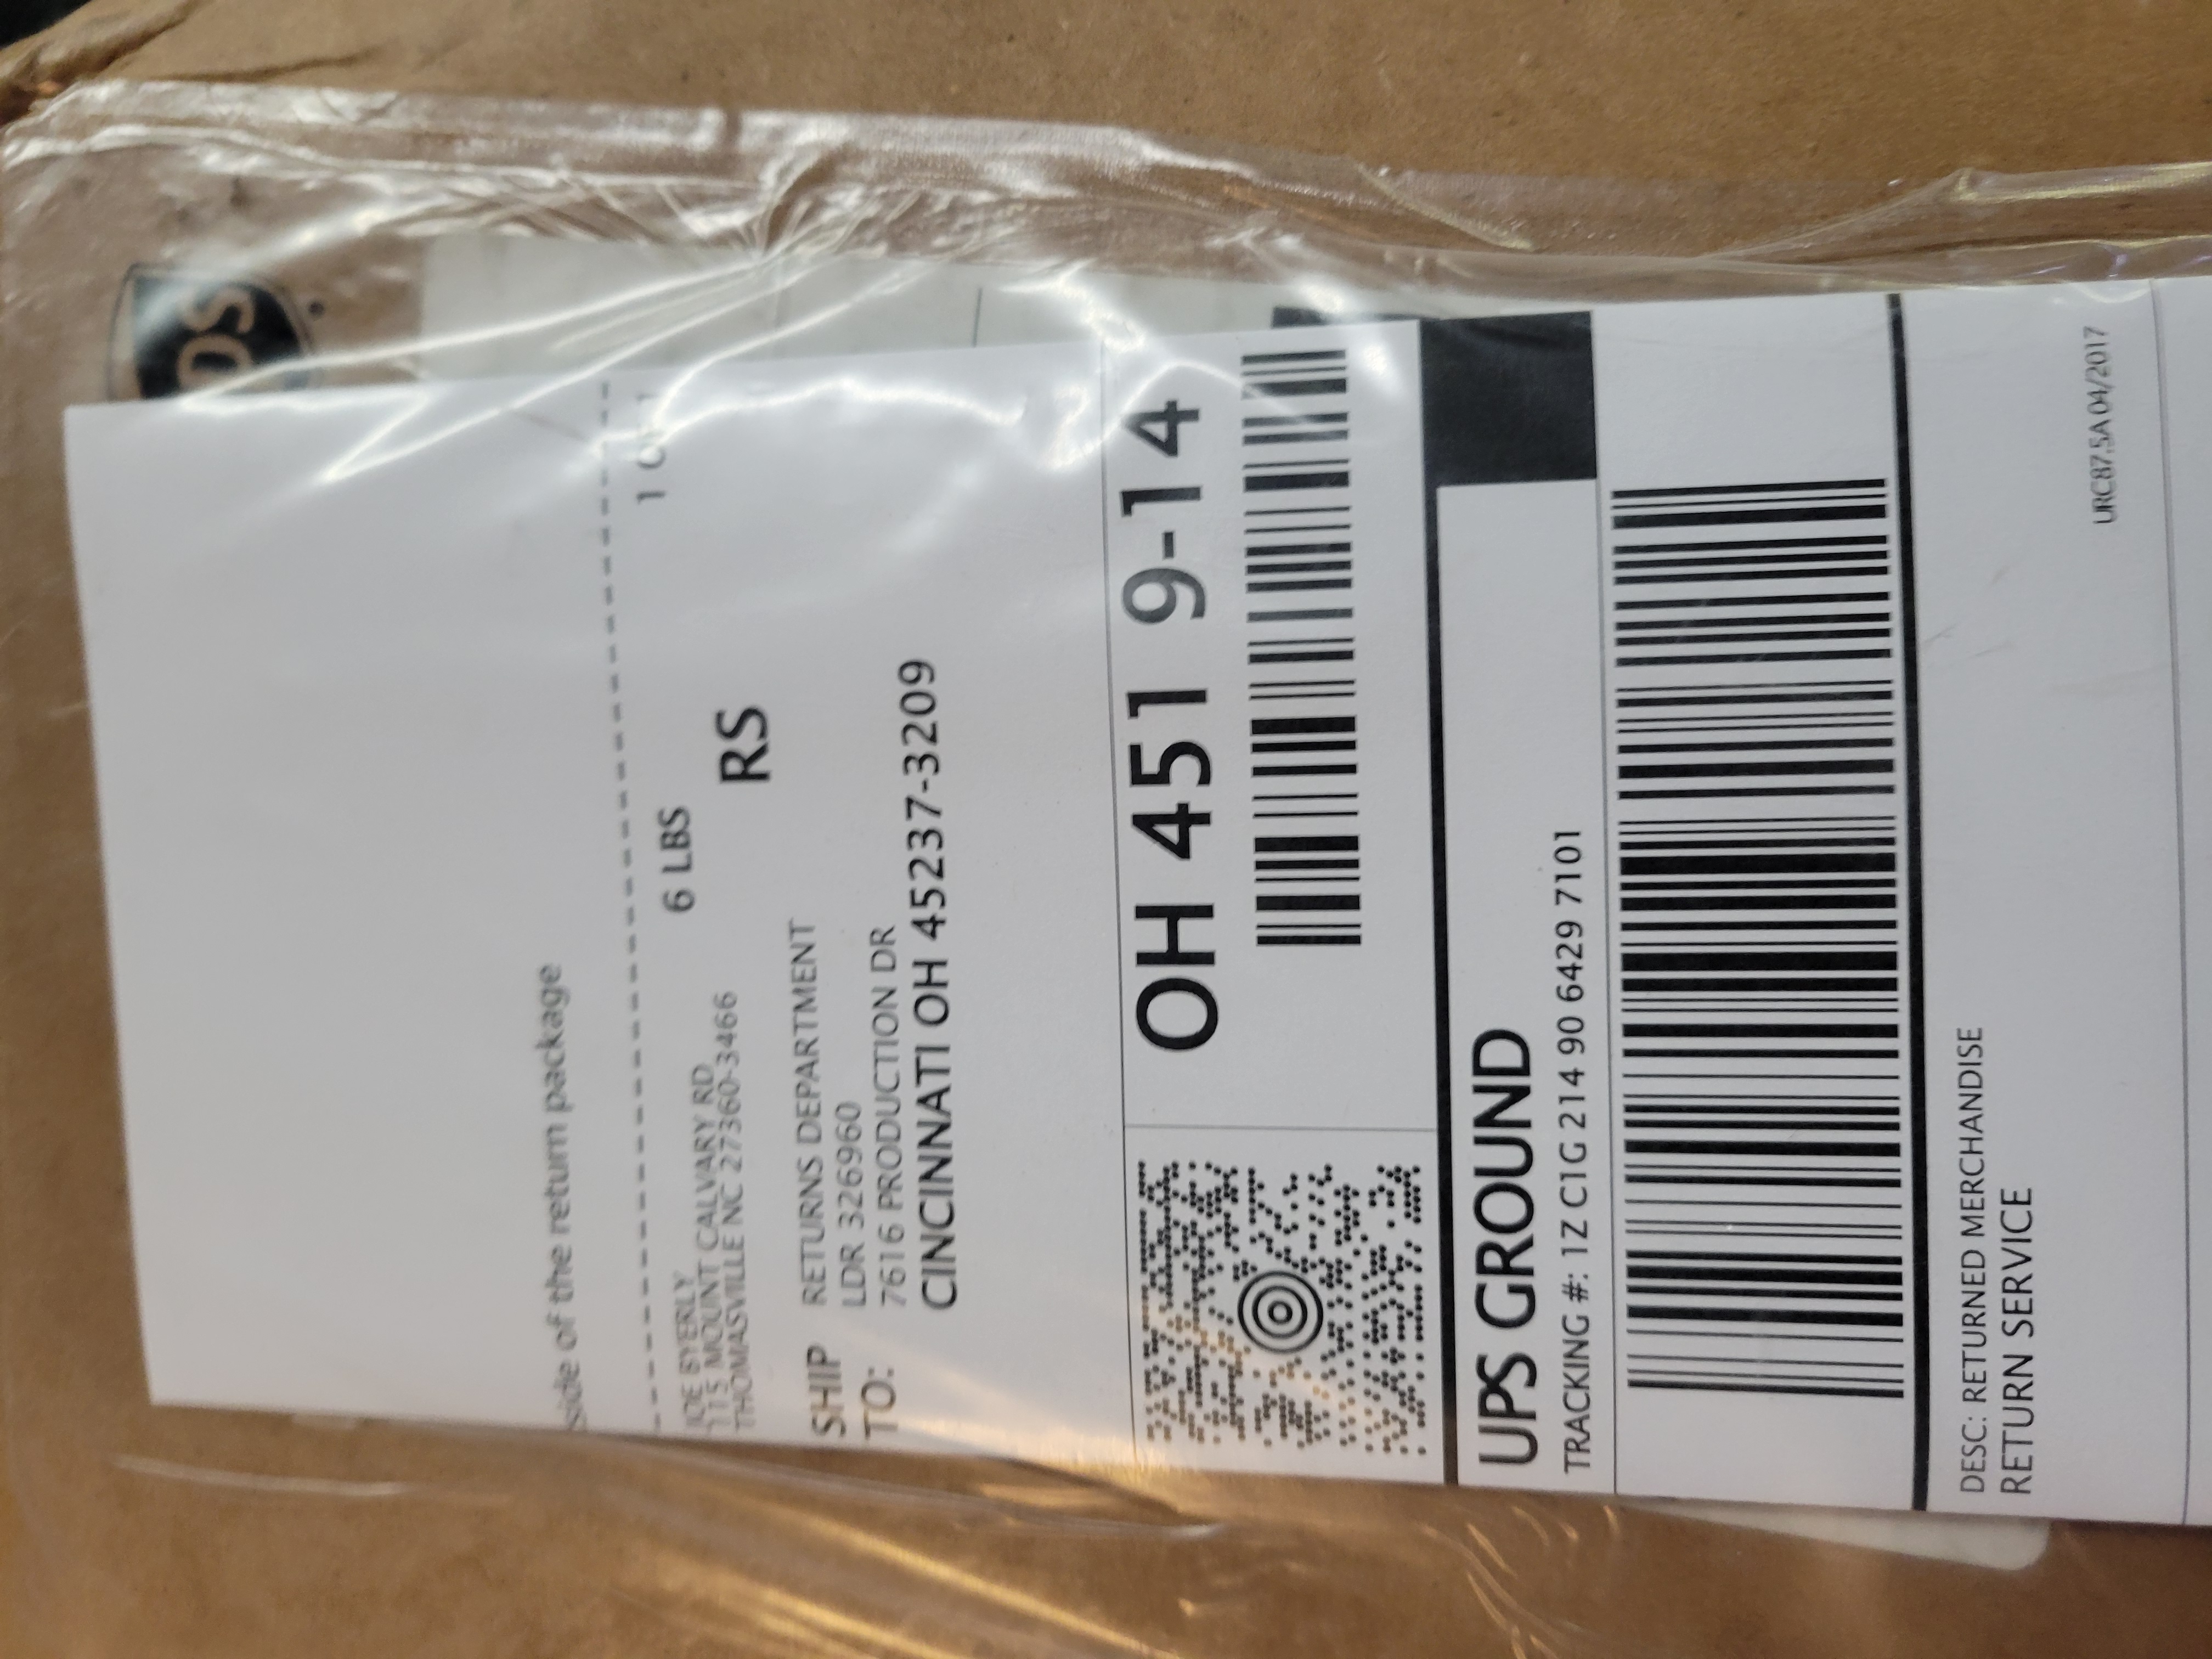 side of the return package
6 LBS
1
RS
JOE BYERLY
115 MOUNT CALVARY RD
THOMASVILLE NC 27360-3466
SHIP TO:
RETURNS DEPARTMENT
LDR 3269960
7616 PRODUCTION DR
CINCINNATI OH 45237-3209
OH 451 9-14
UPS GROUND
TRACKING #: 1Z C1G 214 90 6429 7101
DESC: RETURNED MERCHANDISE
RETURN SERVICE
URC87.5A 04/2017